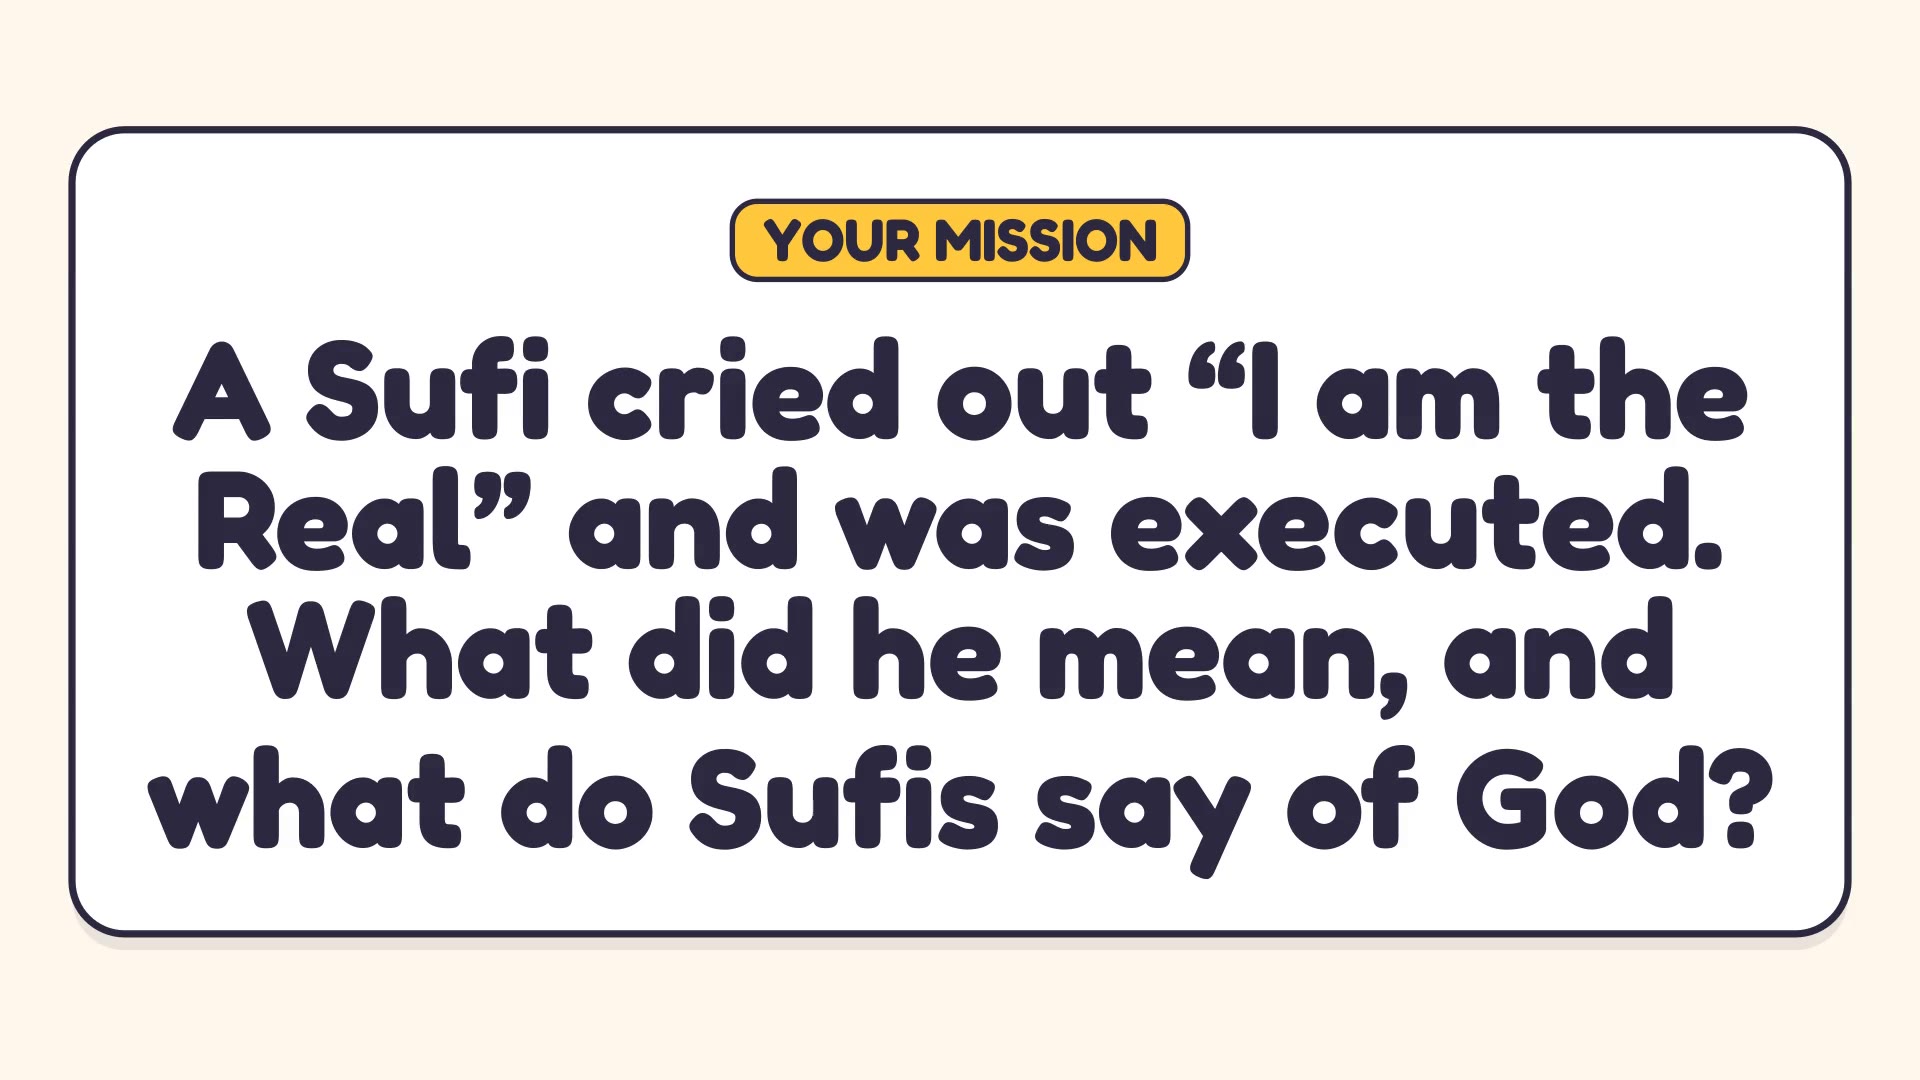 YOUR MISSION
A Sufi cried out “I am the
Real” and was executed.
What did he mean, and
what do Sufis say of God?